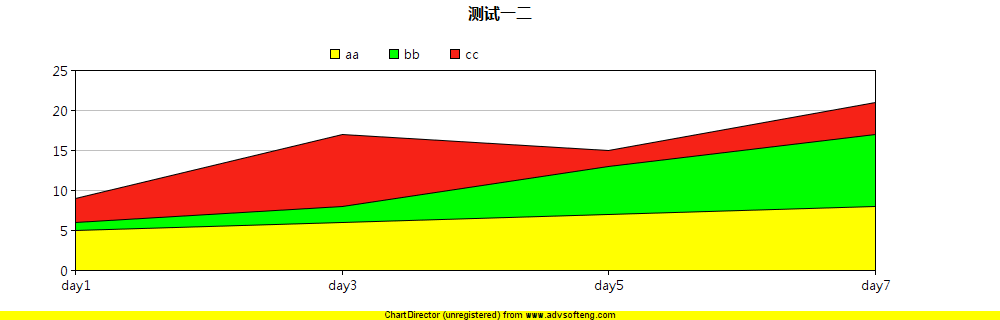 测试一二
aa bb cc
25
20
15
10
5
0
day1 day3 day5 day7
ChartDirector (unregistered) from www.advsofteng.com